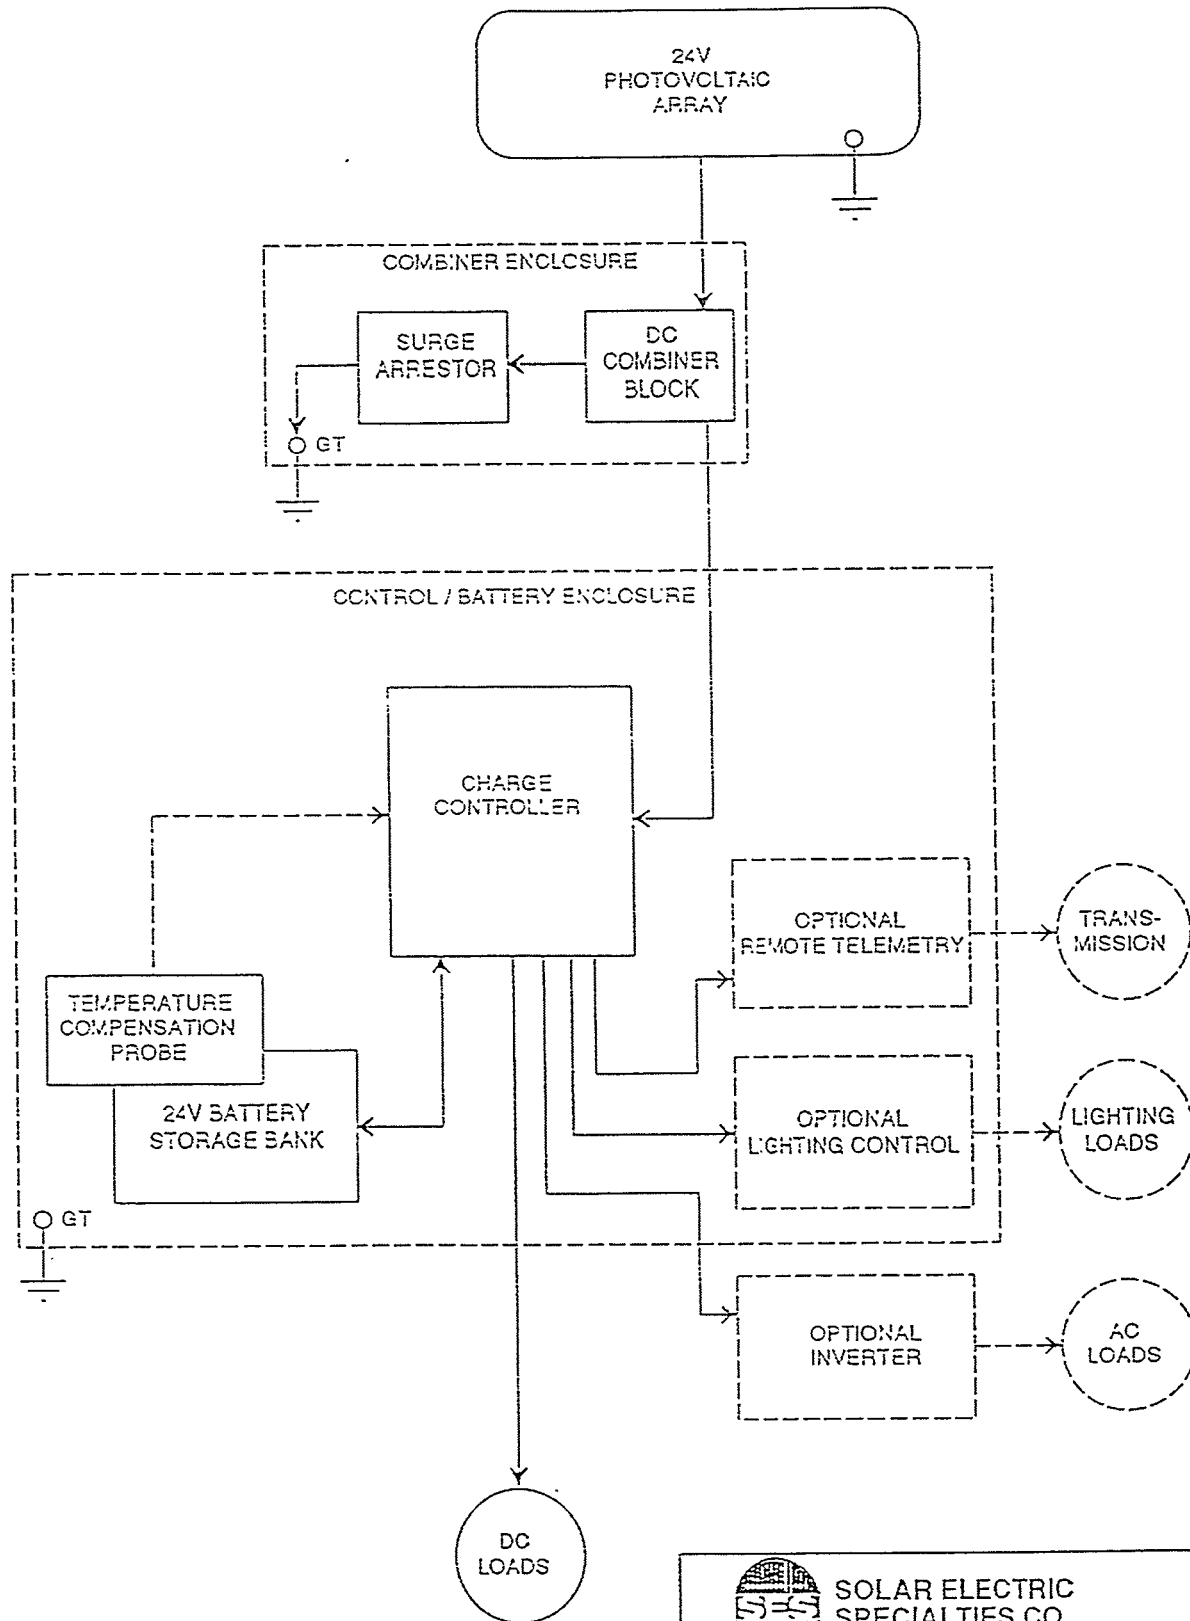 24V
PHOTOVOLTAIC
ARRAY
COMBINER ENCLOSURE
SURGE
ARRESTOR
DC
COMBINER
BLOCK
GT
CONTROL / BATTERY ENCLOSURE
CHARGE
CONTROLLER
OPTIONAL
REMOTE TELEMETRY
TRANS-
MISSION
TEMPERATURE
COMPENSATION
PROBE
24V BATTERY
STORAGE BANK
OPTIONAL
LIGHTING CONTROL
LIGHTING
LOADS
GT
OPTIONAL
INVERTER
AC
LOADS
DC
LOADS
SES
SOLAR ELECTRIC
SPECIALTIES CO